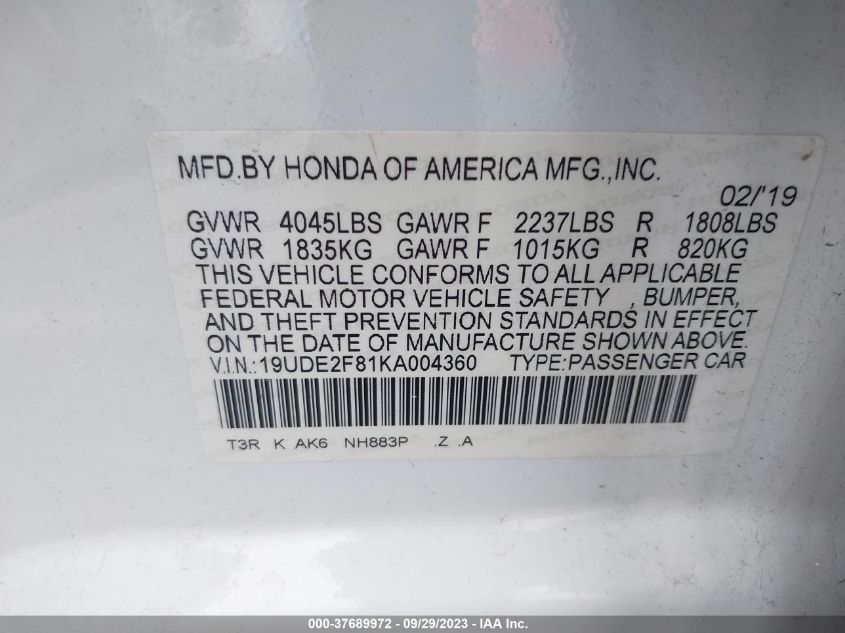 MFD.BY HONDA OF AMERICA MFG.,INC.
02/'19
GVWR 4045LBS GAWR F 2237LBS R 1808LBS
GVWR 1835KG GAWR F 1015KG R 820KG
THIS VEHICLE CONFORMS TO ALL APPLICABLE
FEDERAL MOTOR VEHICLE SAFETY , BUMPER,
AND THEFT PREVENTION STANDARDS IN EFFECT
ON THE DATE OF MANUFACTURE SHOWN ABOVE.
V.I.N.:19UDE2F81KA004360 TYPE:PASSENGER CAR
T3R K AK6 NH883P .Z .A
000-37689972 - 09/29/2023 - IAA Inc.